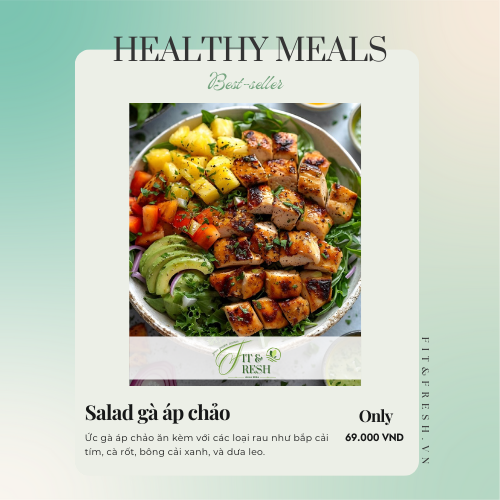 HEALTHY MEALS
Best-seller
FIT &
FRESH
Salad gà áp chảo
Ức gà áp chảo ăn kèm với các loại rau như bắp cải
tím, cà rốt, bông cải xanh, và dưa leo.
Only
69.000 VND
FIT&FRESH.VN